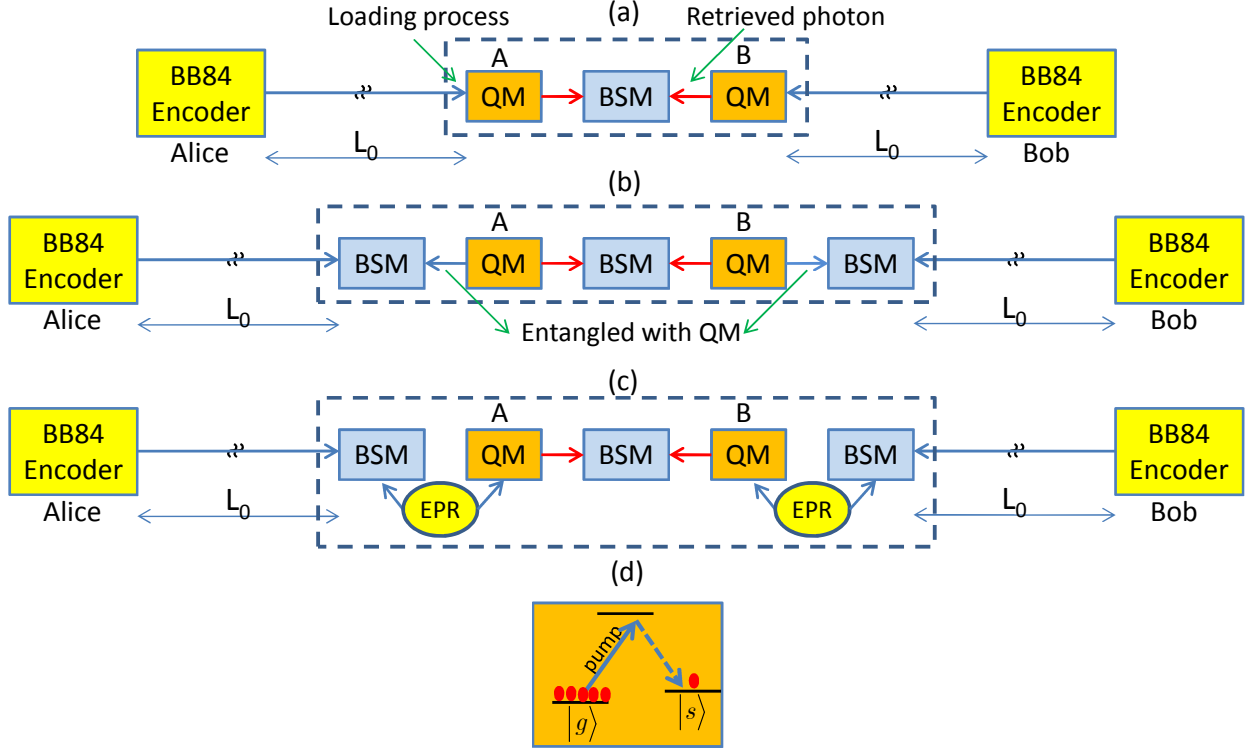 (a)
Loading process
Retrieved photon
BB84
Encoder
Alice
L0
A
QM
BSM
B
QM
L0
BB84
Encoder
Bob
(b)
BB84
Encoder
Alice
L0
BSM
A
QM
BSM
B
QM
BSM
Entangled with QM
L0
BB84
Encoder
Bob
(c)
BB84
Encoder
Alice
L0
BSM
A
QM
BSM
B
QM
BSM
EPR
EPR
L0
BB84
Encoder
Bob
(d)
pump
|g⟩
|s⟩